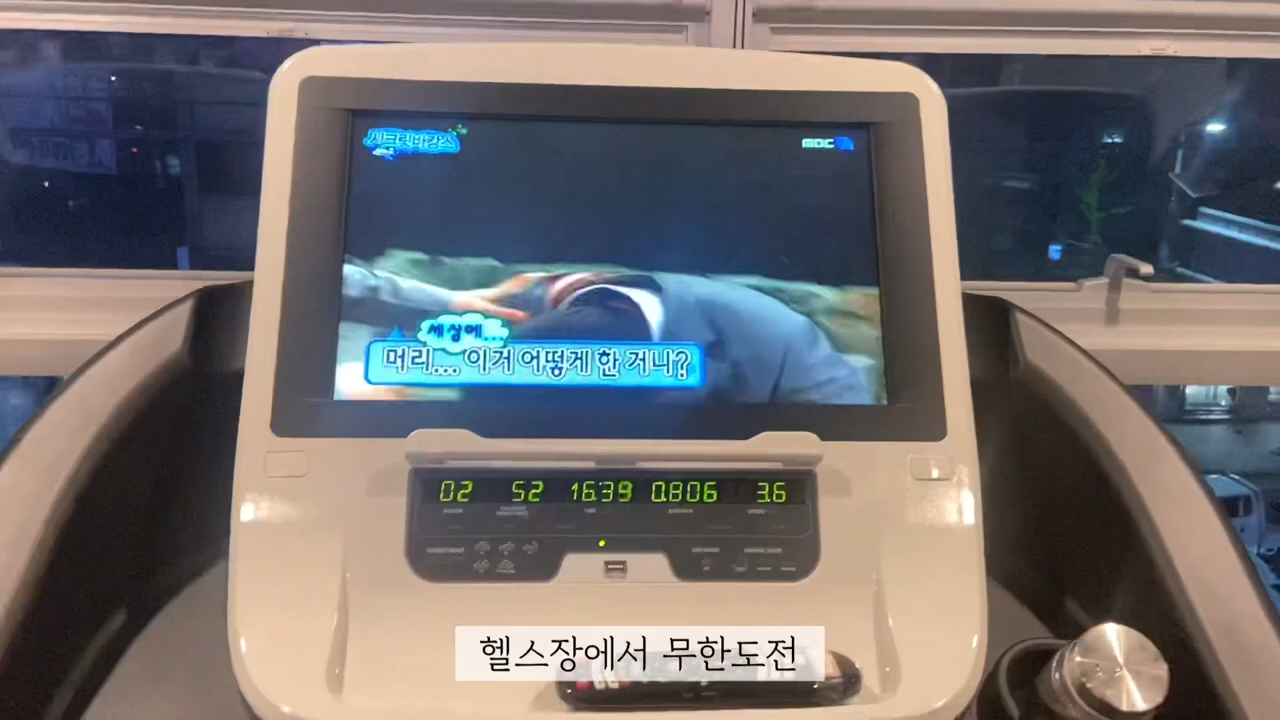 시크릿바캉스
MBC
세상에...
머리... 이거 어떻게 한 거니?
02 52 16:39 0.806 3.6
헬스장에서 무한도전